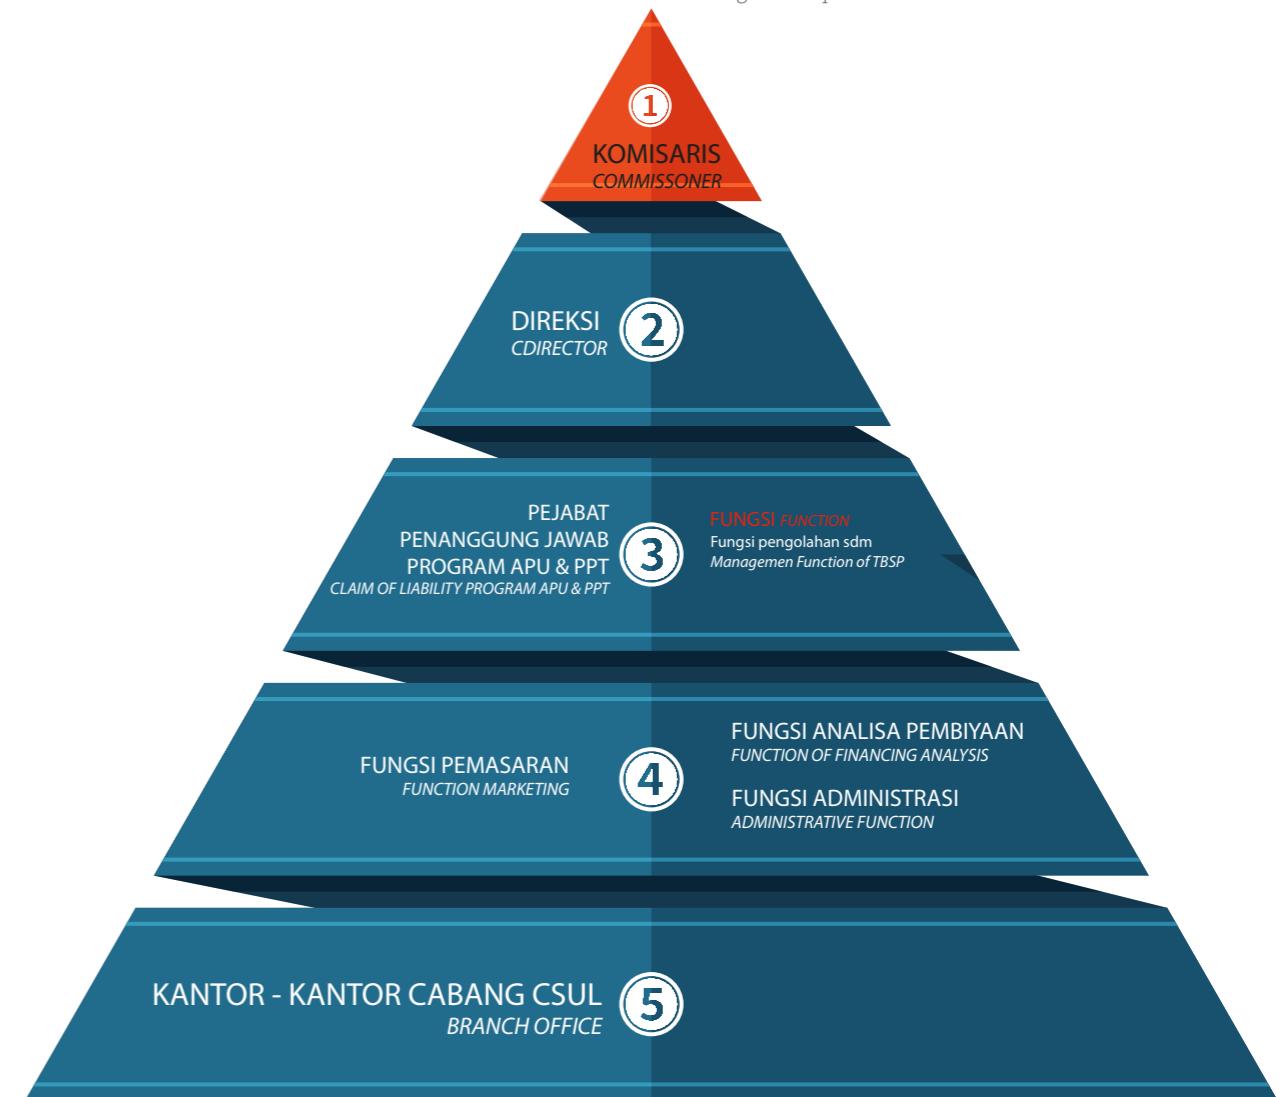 1
KOMISARIS
COMMISSONER
DIREKSI
CDIRECTOR
2
PEJABAT
PENANGGUNG JAWAB
PROGRAM APU & PPT
CLAIM OF LIABILITY PROGRAM APU & PPT
3
FUNGSI FUNCTION
Fungsi pengolahan sdm
Managemen Function of TBSP
FUNGSI PEMASARAN
FUNCTION MARKETING
4
FUNGSI ANALISA PEMBIYAAN
FUNCTION OF FINANCING ANALYSIS
FUNGSI ADMINISTRASI
ADMINISTRATIVE FUNCTION
KANTOR - KANTOR CABANG CSUL
BRANCH OFFICE
5